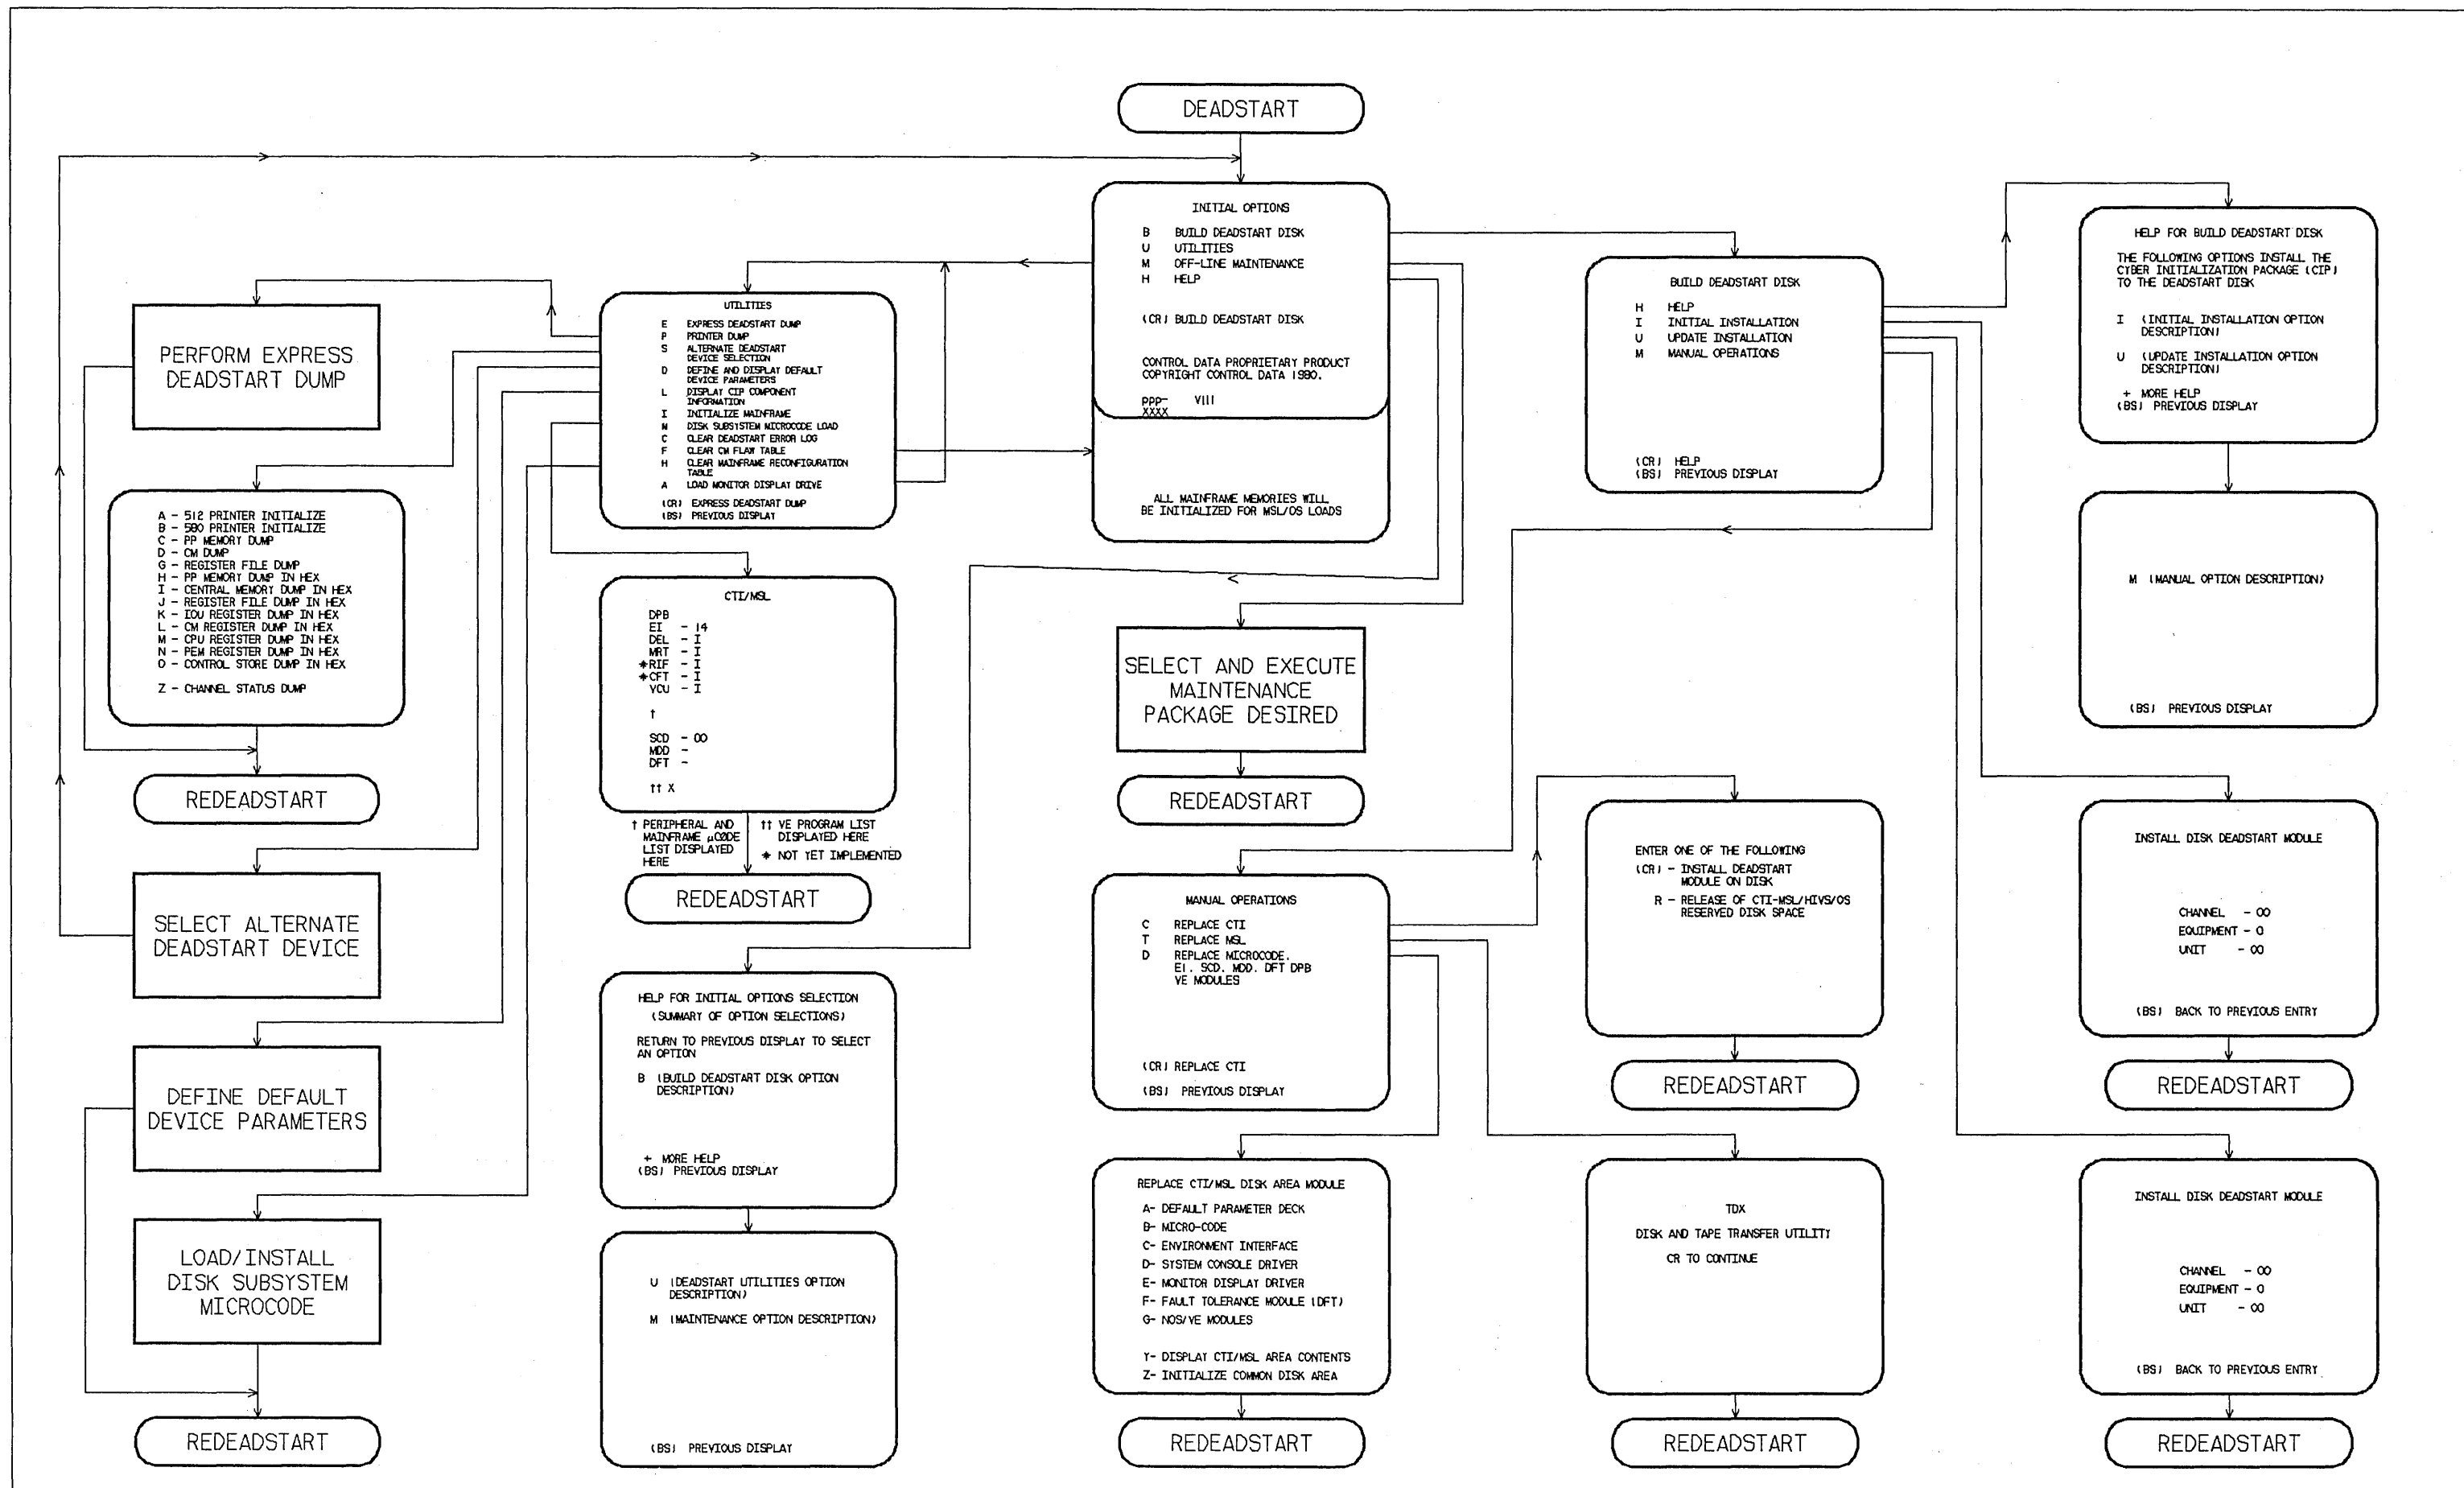 DEADSTART
INITIAL OPTIONS
B BUILD DEADSTART DISK
U UTILITIES
M OFF-LINE MAINTENANCE
H HELP
(CR) BUILD DEADSTART DISK
CONTROL DATA PROPRIETARY PRODUCT
COPYRIGHT CONTROL DATA 1980.
PPP- VIII
XXXX
ALL MAINFRAME MEMORIES WILL
BE INITIALIZED FOR MSL/OS LOADS
UTILITIES
E EXPRESS DEADSTART DUMP
P PRINTER DUMP
S ALTERNATE DEADSTART
DEVICE SELECTION
D DEFINE AND DISPLAY DEFAULT
DEVICE PARAMETERS
L DISPLAY CIP COMPONENT
INFORMATION
I INITIALIZE MAINFRAME
M DISK SUBSYSTEM MICROCODE LOAD
C CLEAR DEADSTART ERROR LOG
F CLEAR CM FLAW TABLE
H CLEAR MAINFRAME RECONFIGURATION
TABLE
A LOAD MONITOR DISPLAY DRIVE
(CR) EXPRESS DEADSTART DUMP
(BS) PREVIOUS DISPLAY
PERFORM EXPRESS
DEADSTART DUMP
A - 512 PRINTER INITIALIZE
B - 580 PRINTER INITIALIZE
C - PP MEMORY DUMP
D - CM DUMP
G - REGISTER FILE DUMP
H - PP MEMORY DUMP IN HEX
I - CENTRAL MEMORY DUMP IN HEX
J - REGISTER FILE DUMP IN HEX
K - IOU REGISTER DUMP IN HEX
L - CM REGISTER DUMP IN HEX
M - CPU REGISTER DUMP IN HEX
N - PEM REGISTER DUMP IN HEX
O - CONTROL STORE DUMP IN HEX
Z - CHANNEL STATUS DUMP
REDEADSTART
SELECT ALTERNATE
DEADSTART DEVICE
DEFINE DEFAULT
DEVICE PARAMETERS
LOAD/INSTALL
DISK SUBSYSTEM
MICROCODE
REDEADSTART
CTI/MSL
DPB
EI - 14
DEL - I
MRT - I
*RIF - I
*CFT - I
VCU - I
†
SCD - 00
MDD -
DFT -
†† X
† PERIPHERAL AND
MAINFRAME μCODE
LIST DISPLAYED
HERE
†† VE PROGRAM LIST
DISPLAYED HERE
* NOT YET IMPLEMENTED
REDEADSTART
HELP FOR INITIAL OPTIONS SELECTION
(SUMMARY OF OPTION SELECTIONS)
RETURN TO PREVIOUS DISPLAY TO SELECT
AN OPTION
B (BUILD DEADSTART DISK OPTION
DESCRIPTION)
+ MORE HELP
(BS) PREVIOUS DISPLAY
U (DEADSTART UTILITIES OPTION
DESCRIPTION)
M (MAINTENANCE OPTION DESCRIPTION)
(BS) PREVIOUS DISPLAY
SELECT AND EXECUTE
MAINTENANCE
PACKAGE DESIRED
REDEADSTART
MANUAL OPERATIONS
C REPLACE CTI
T REPLACE MSL
D REPLACE MICROCODE.
EI. SCD. MDD. DFT DPB
VE MODULES
(CR) REPLACE CTI
(BS) PREVIOUS DISPLAY
REPLACE CTI/MSL DISK AREA MODULE
A- DEFAULT PARAMETER DECK
B- MICRO-CODE
C- ENVIRONMENT INTERFACE
D- SYSTEM CONSOLE DRIVER
E- MONITOR DISPLAY DRIVER
F- FAULT TOLERANCE MODULE (DFT)
G- NOS/VE MODULES
Y- DISPLAY CTI/MSL AREA CONTENTS
Z- INITIALIZE COMMON DISK AREA
REDEADSTART
BUILD DEADSTART DISK
H HELP
I INITIAL INSTALLATION
U UPDATE INSTALLATION
M MANUAL OPERATIONS
(CR) HELP
(BS) PREVIOUS DISPLAY
ENTER ONE OF THE FOLLOWING
(CR) - INSTALL DEADSTART
MODULE ON DISK
R - RELEASE OF CTI-MSL/HIVS/OS
RESERVED DISK SPACE
REDEADSTART
TDX
DISK AND TAPE TRANSFER UTILITY
CR TO CONTINUE
REDEADSTART
HELP FOR BUILD DEADSTART DISK
THE FOLLOWING OPTIONS INSTALL THE
CYBER INITIALIZATION PACKAGE (CIP)
TO THE DEADSTART DISK
I (INITIAL INSTALLATION OPTION
DESCRIPTION)
U (UPDATE INSTALLATION OPTION
DESCRIPTION)
+ MORE HELP
(BS) PREVIOUS DISPLAY
M (MANUAL OPTION DESCRIPTION)
(BS) PREVIOUS DISPLAY
INSTALL DISK DEADSTART MODULE
CHANNEL - 00
EQUIPMENT - 0
UNIT - 00
(BS) BACK TO PREVIOUS ENTRY
REDEADSTART
INSTALL DISK DEADSTART MODULE
CHANNEL - 00
EQUIPMENT - 0
UNIT - 00
(BS) BACK TO PREVIOUS ENTRY
REDEADSTART